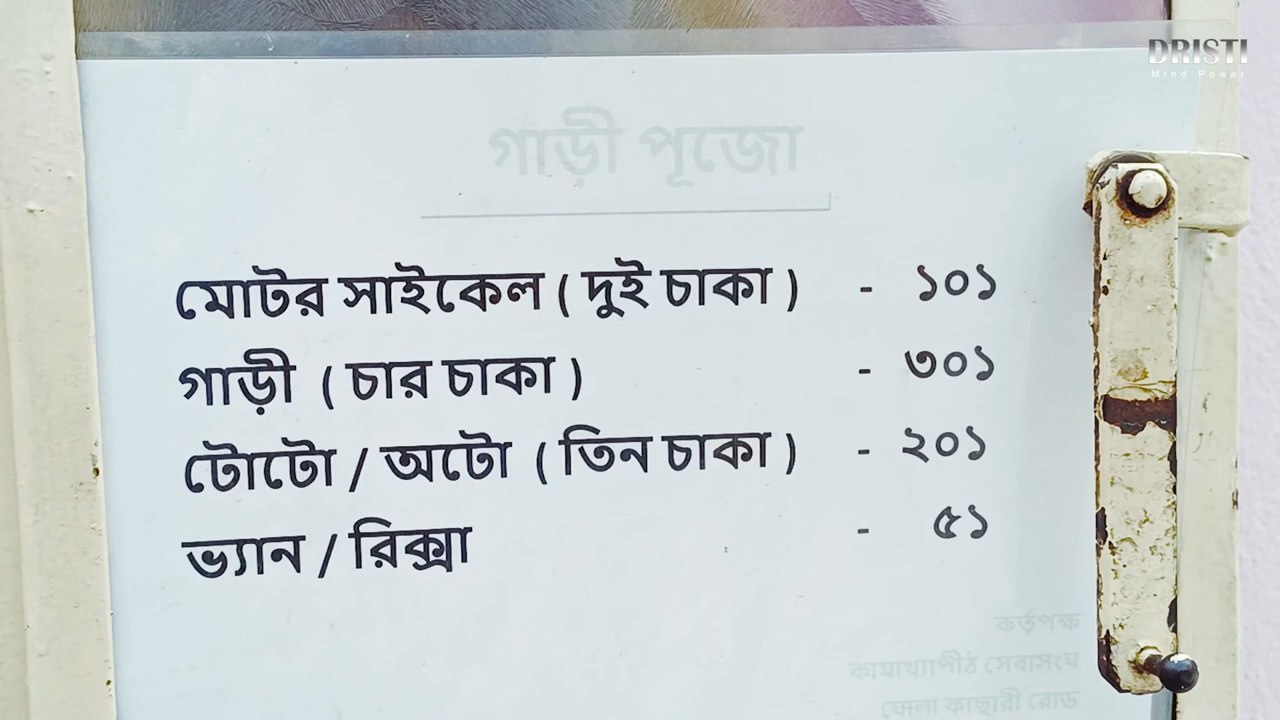 DRISTI
Mind Power
গাড়ী পূজো
মোটর সাইকেল ( দুই চাকা ) - ১০১
গাড়ী ( চার চাকা ) - ৩০১
টোটো / অটো ( তিন চাকা ) - ২০১
ভ্যান / রিক্সা - ৫১
কর্তৃপক্ষ
কামাখ্যাপীঠ সেবাসংঘ
ঘোলা কাছারী রোড